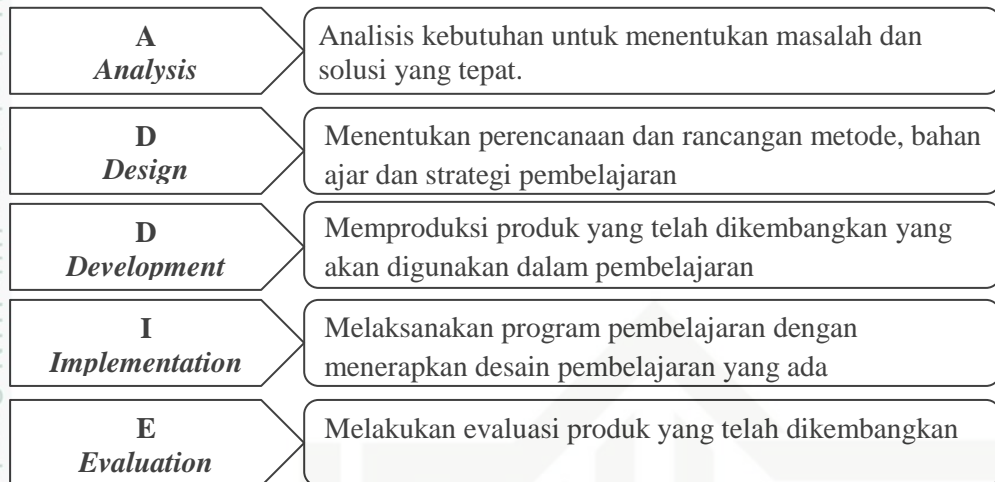 A
Analysis
Analisis kebutuhan untuk menentukan masalah dan
solusi yang tepat.
D
Design
Menentukan perencanaan dan rancangan metode, bahan
ajar dan strategi pembelajaran
D
Development
Memproduksi produk yang telah dikembangkan yang
akan digunakan dalam pembelajaran
I
Implementation
Melaksanakan program pembelajaran dengan
menerapkan desain pembelajaran yang ada
E
Evaluation
Melakukan evaluasi produk yang telah dikembangkan